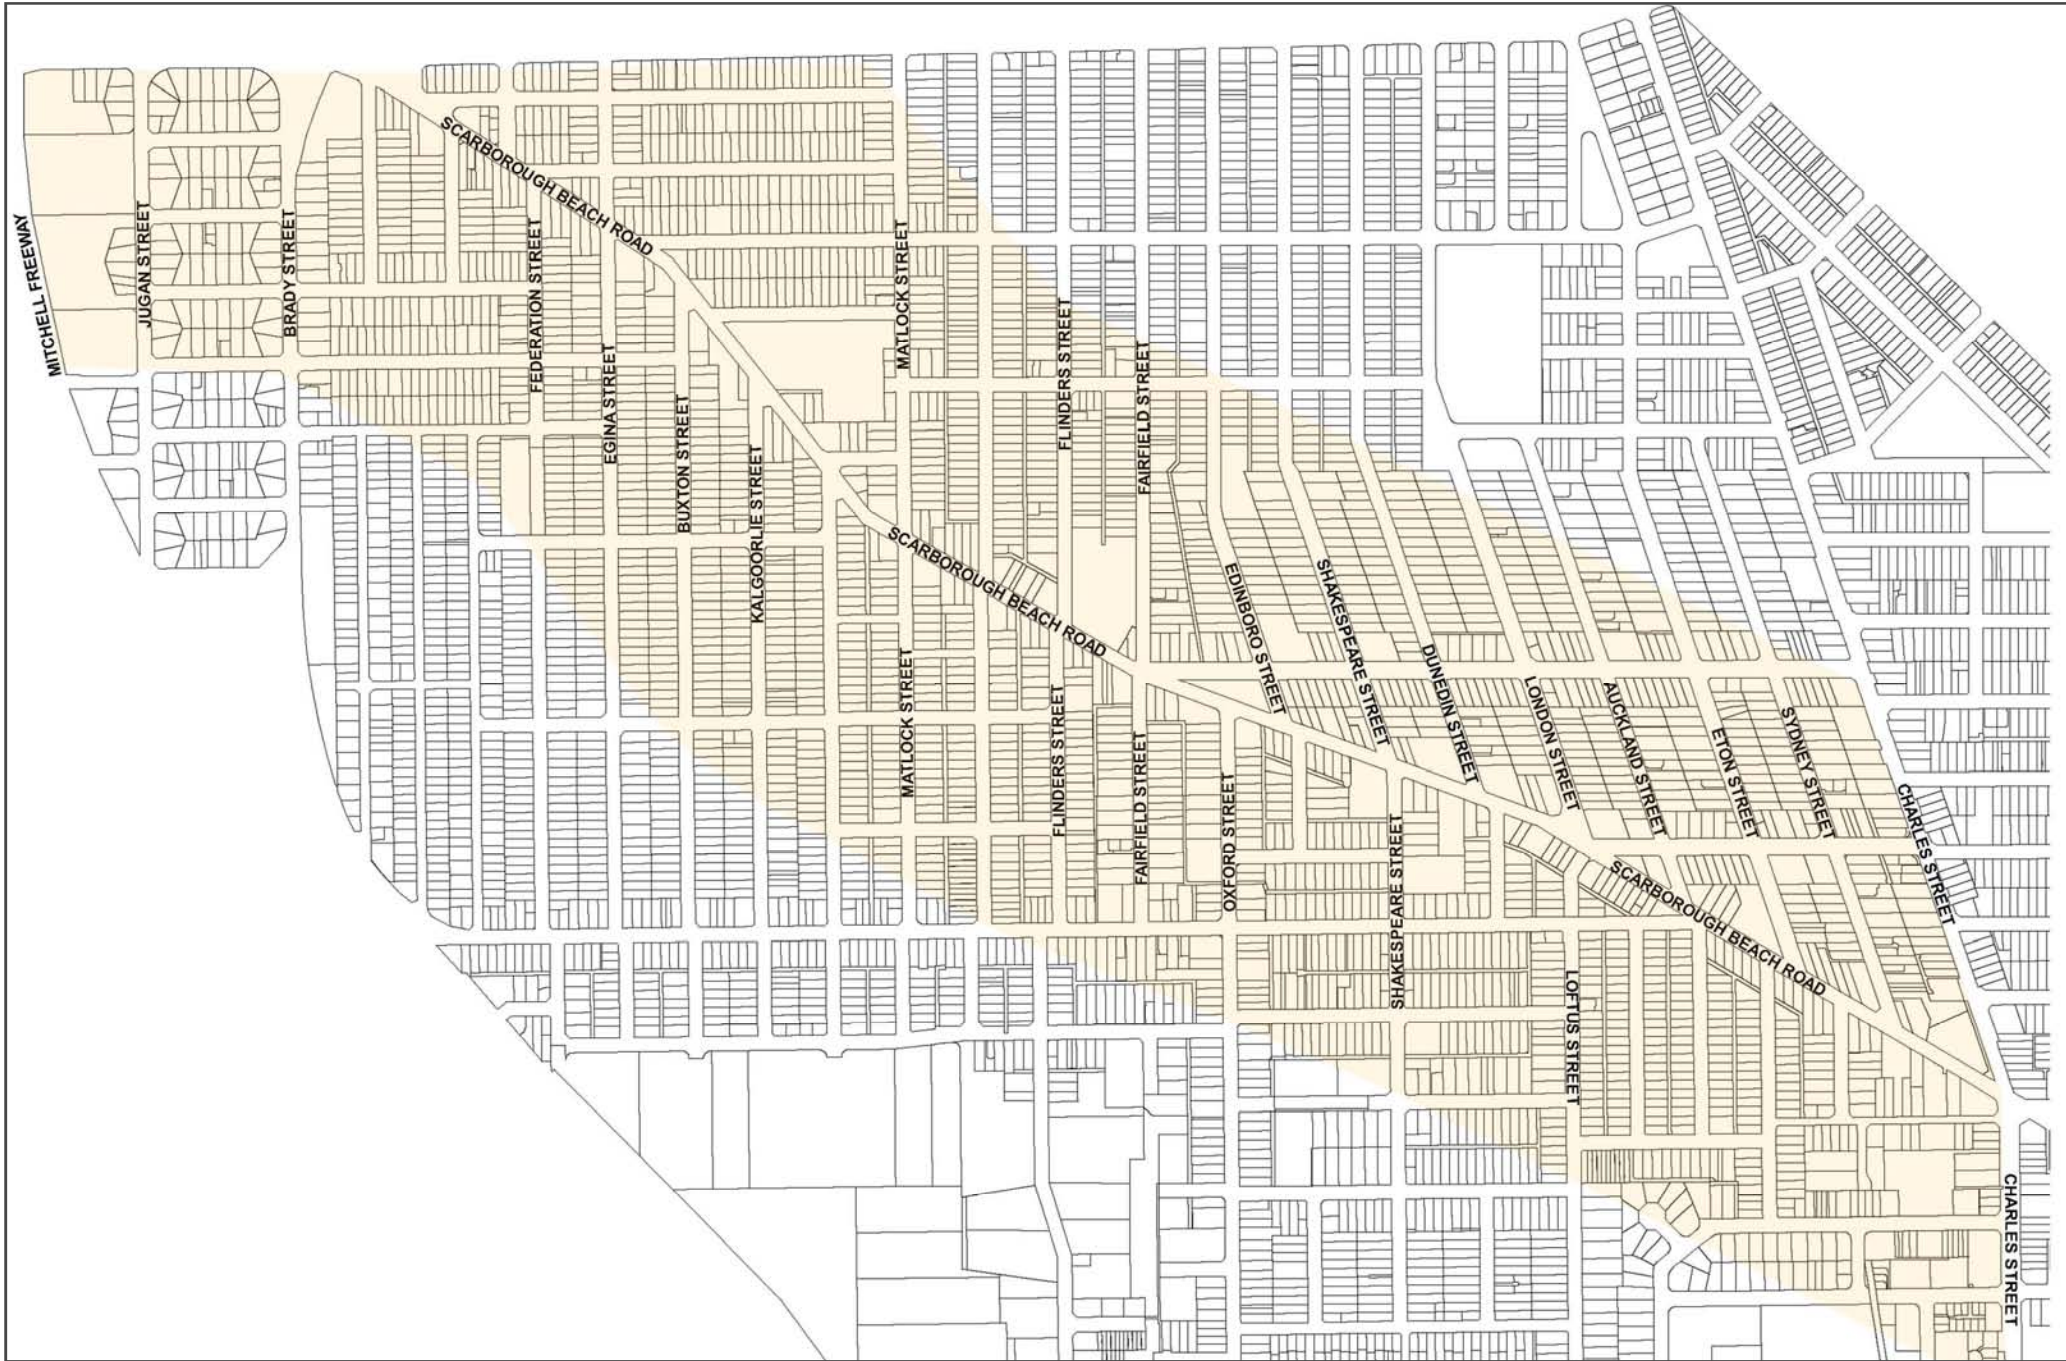 SCARBOROUGH BEACH ROAD
MITCHELL FREEWAY
JUGAN STREET
BRADY STREET
FEDERATION STREET
EGINA STREET
BUXTON STREET
KALGOORLIE STREET
MATLOCK STREET
FLINDERS STREET
FAIRFIELD STREET
SCARBOROUGH BEACH ROAD
EDINBORO STREET
SHAKESPEARE STREET
DUNEDIN STREET
LONDON STREET
AUCKLAND STREET
ETON STREET
SYDNEY STREET
CHARLES STREET
MATLOCK STREET
FLINDERS STREET
FAIRFIELD STREET
OXFORD STREET
SHAKESPEARE STREET
SCARBOROUGH BEACH ROAD
LOFTUS STREET
CHARLES STREET